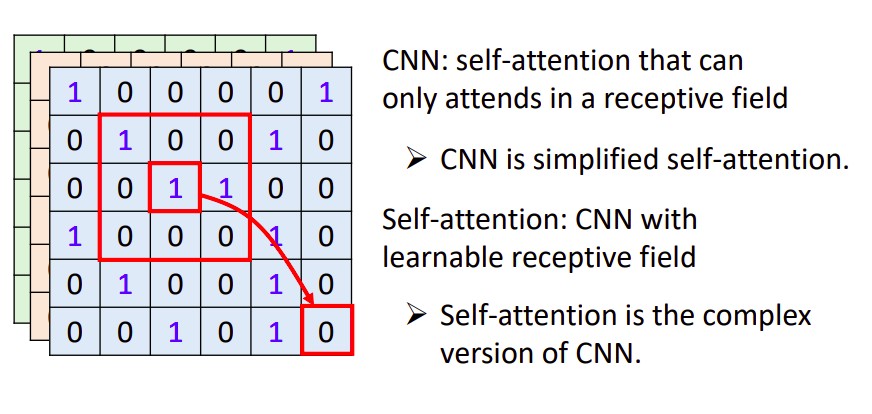 1 0 0 0 0 1
0 1 0 0 1 0
0 0 1 1 0 0
1 0 0 0 1 0
0 1 0 0 1 0
0 0 1 0 1 0
CNN: self-attention that can
only attends in a receptive field
➢ CNN is simplified self-attention.
Self-attention: CNN with
learnable receptive field
➢ Self-attention is the complex
version of CNN.